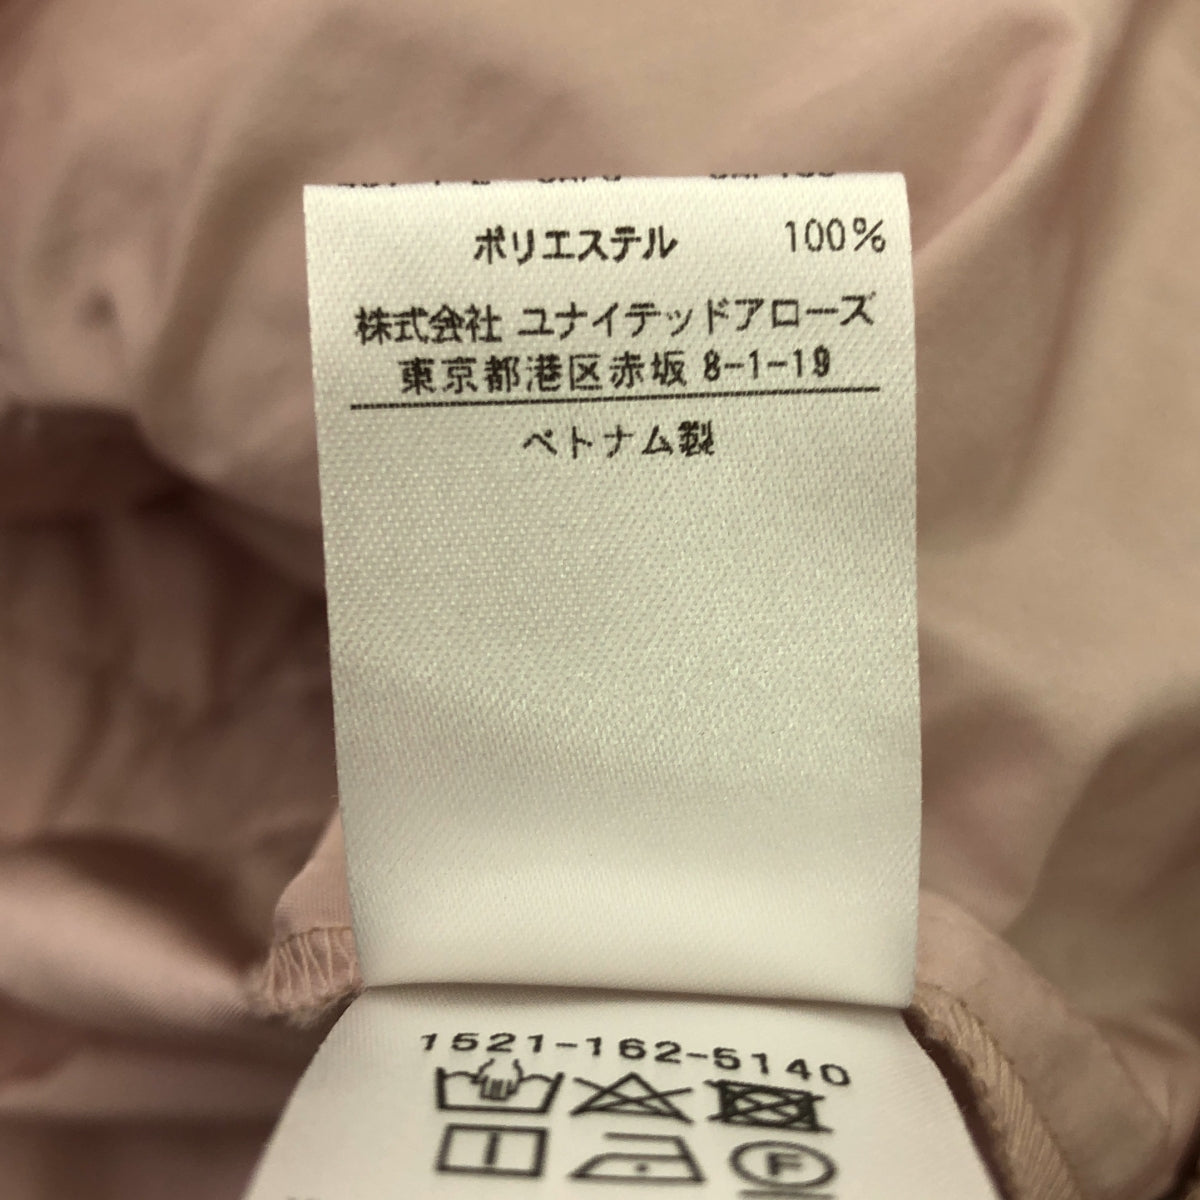 ポリエステル 100%
株式会社 ユナイテッドアローズ
東京都港区赤坂 8-1-19
ベトナム製
1521-162-5140
F